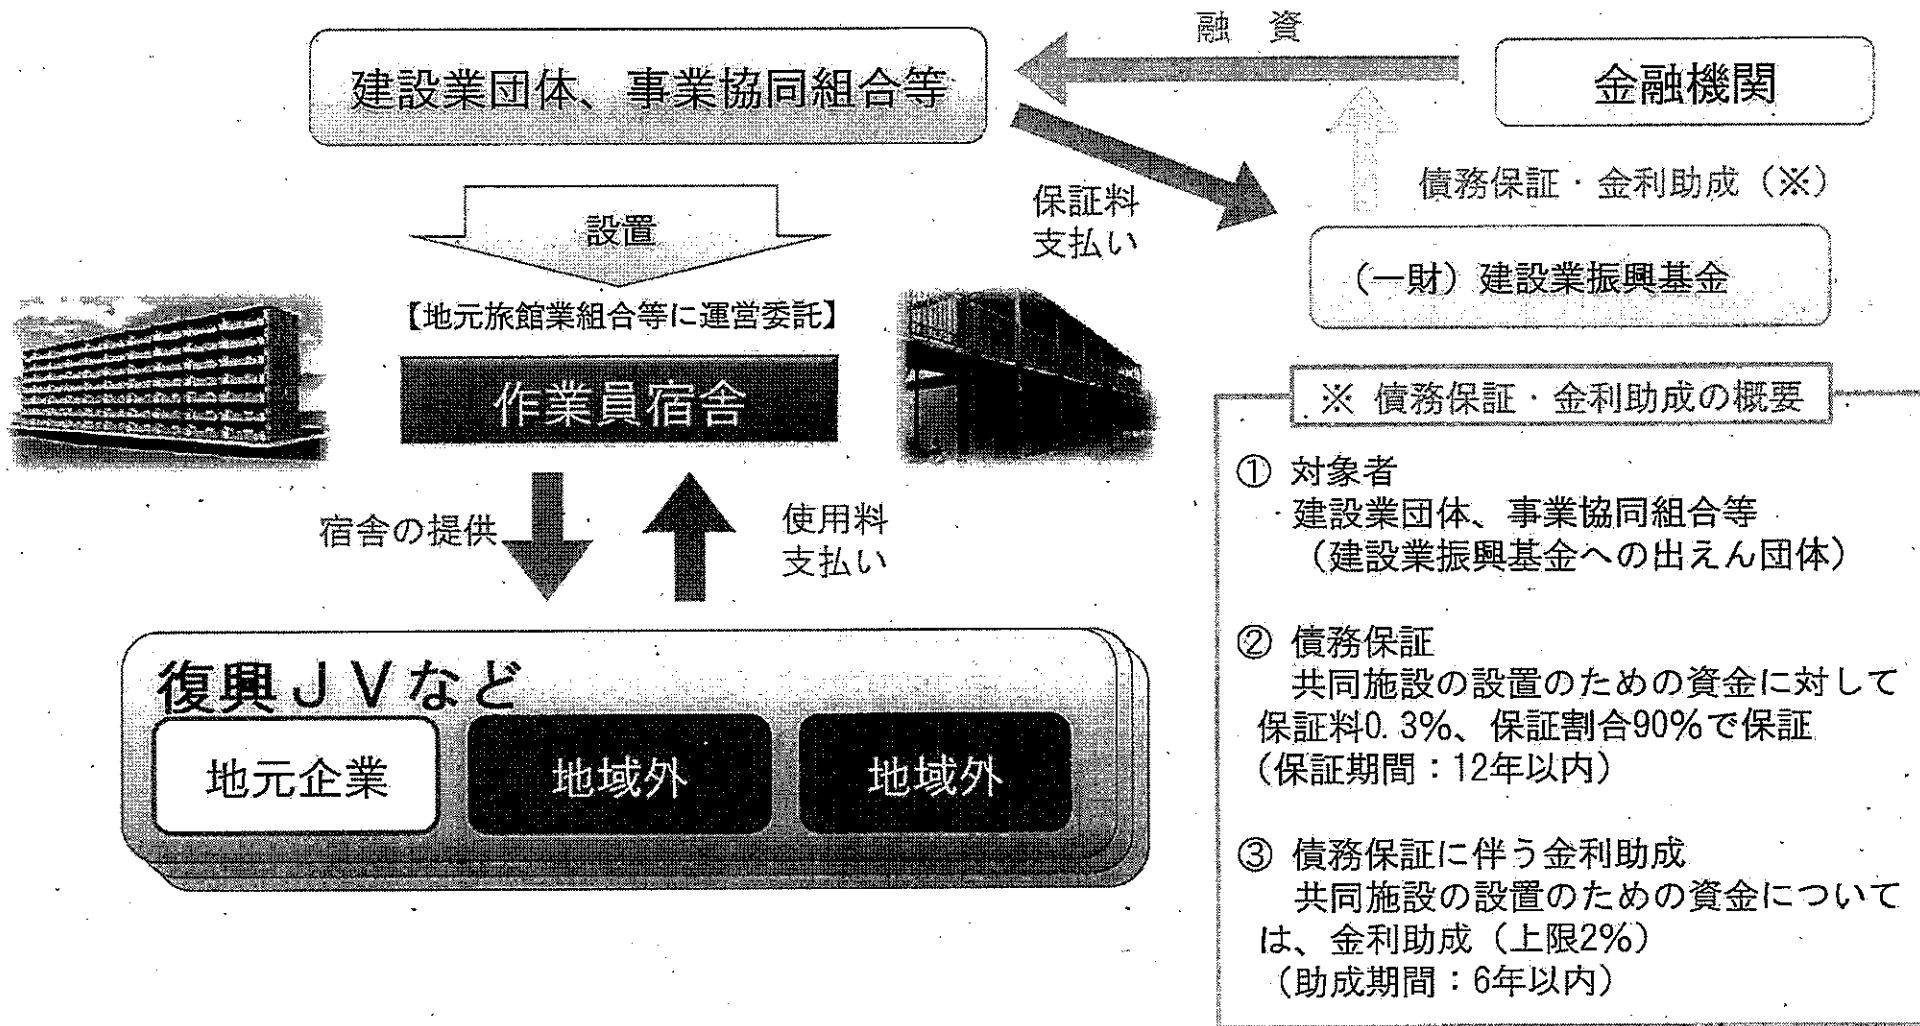 融 資
建設業団体、事業協同組合等
金融機関
保証料
支払い
債務保証・金利助成(※)
設置
(一財)建設業振興基金
【地元旅館業組合等に運営委託】
作業員宿舎
宿舎の提供
使用料
支払い
復興JVなど
地元企業
地域外
地域外
※ 債務保証・金利助成の概要
① 対象者
・建設業団体、事業協同組合等
(建設業振興基金への出えん団体)
② 債務保証
共同施設の設置のための資金に対して
保証料0.3%、保証割合90%で保証
(保証期間:12年以内)
③ 債務保証に伴う金利助成
共同施設の設置のための資金について
は、金利助成(上限2%)
(助成期間:6年以内)